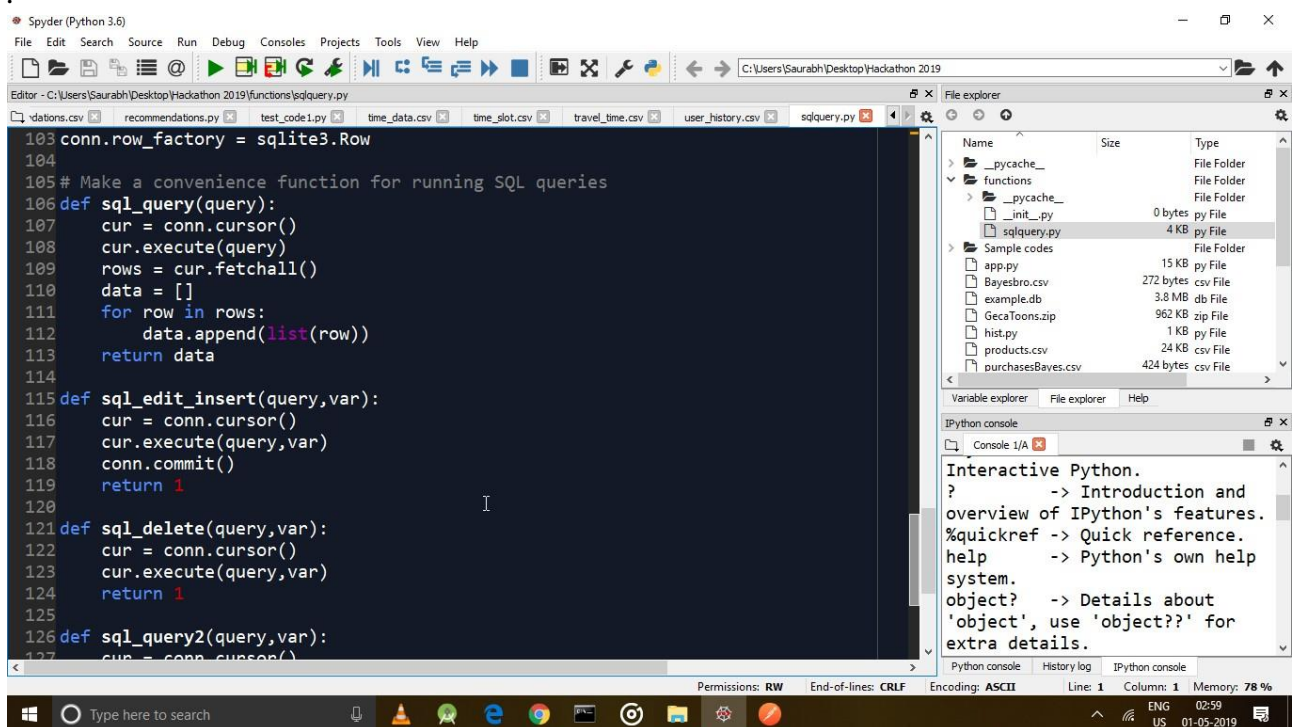 Spyder (Python 3.6)
File Edit Search Source Run Debug Consoles Projects Tools View Help
C:\Users\Saurabh\Desktop\Hackathon 2019
Editor - C:\Users\Saurabh\Desktop\Hackathon 2019\functions\sqlquery.py
dations.csv recommendations.py test_code1.py time_data.csv time_slot.csv travel_time.csv user_history.csv sqlquery.py
103 conn.row_factory = sqlite3.Row
104
105 # Make a convenience function for running SQL queries
106 def sql_query(query):
107     cur = conn.cursor()
108     cur.execute(query)
109     rows = cur.fetchall()
110     data = []
111     for row in rows:
112         data.append(list(row))
113     return data
114
115 def sql_edit_insert(query,var):
116     cur = conn.cursor()
117     cur.execute(query,var)
118     conn.commit()
119     return 1
120
121 def sql_delete(query,var):
122     cur = conn.cursor()
123     cur.execute(query,var)
124     return 1
125
126 def sql_query2(query,var):
127     cur = conn.cursor()
File explorer
Name Size Type
__pycache__ File Folder
functions File Folder
__pycache__ File Folder
__init__.py 0 bytes py File
sqlquery.py 4 KB py File
Sample codes File Folder
app.py 15 KB py File
Bayesbro.csv 272 bytes csv File
example.db 3.8 MB db File
GecaToons.zip 962 KB zip File
hist.py 1 KB py File
products.csv 24 KB csv File
purchasesBayes.csv 424 bytes csv File
Variable explorer File explorer Help
IPython console
Console 1/A
Interactive Python.
? -> Introduction and
overview of IPython's features.
%quickref -> Quick reference.
help -> Python's own help
system.
object? -> Details about
'object', use 'object??' for
extra details.
Python console History log IPython console
Permissions: RW End-of-lines: CRLF Encoding: ASCII Line: 1 Column: 1 Memory: 78 %
Type here to search
ENG 02:59
US 01-05-2019